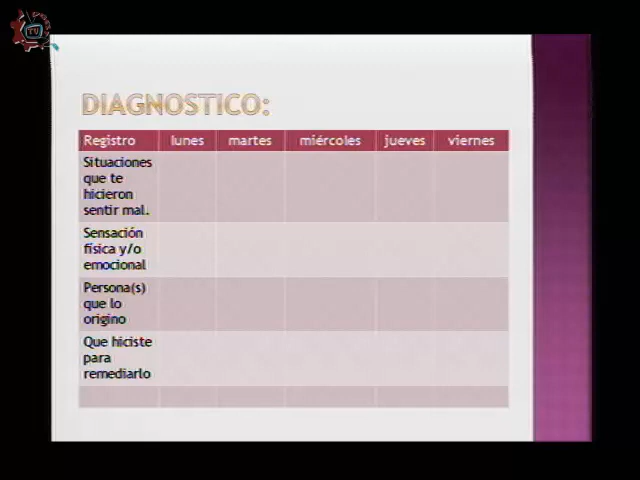 TV
DIAGNOSTICO:
Registro lunes martes miércoles jueves viernes
Situaciones
que te
hicieron
sentir mal.
Sensación
física y/o
emocional
Persona(s)
que lo
origino
Que hiciste
para
remediarlo